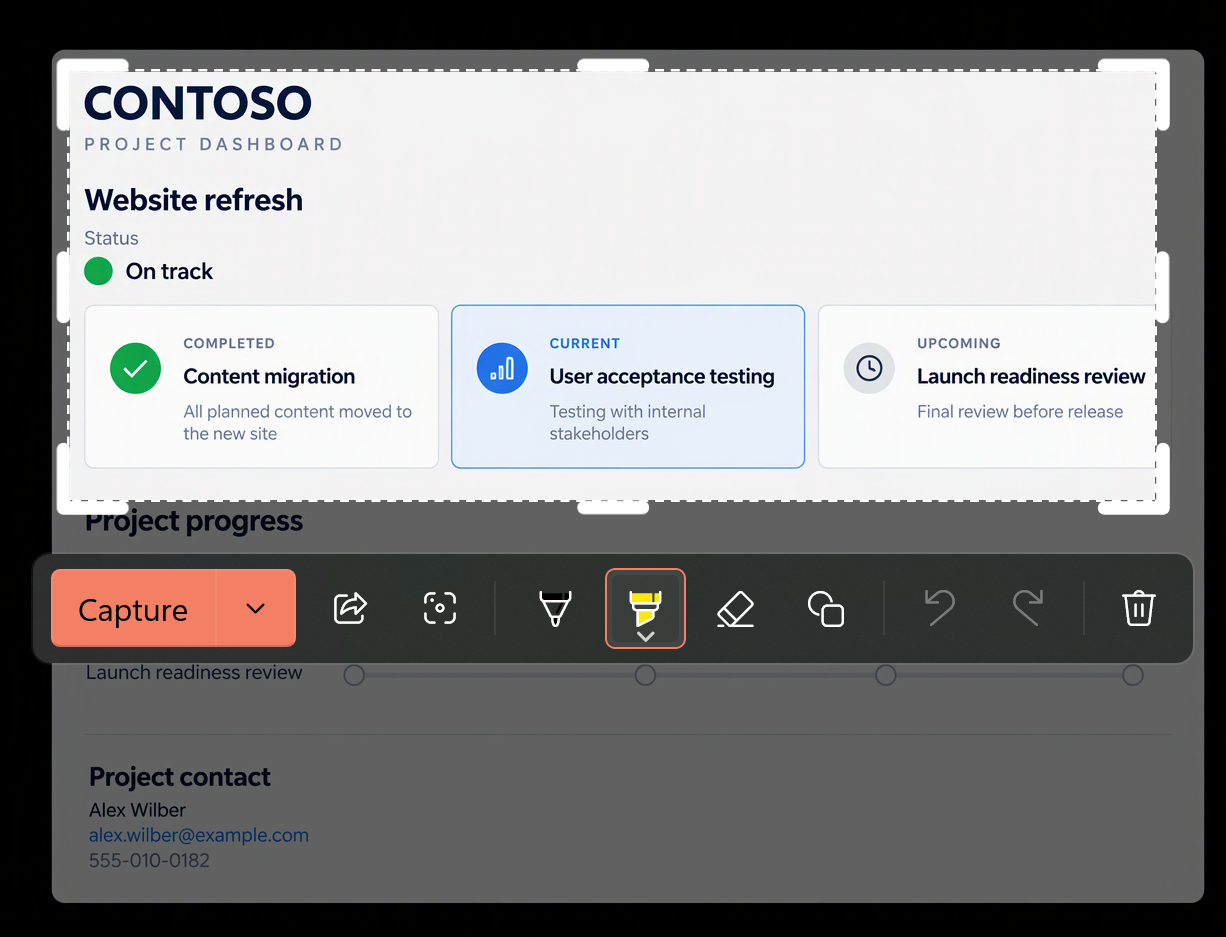 CONTOSO
PROJECT DASHBOARD
Website refresh
Status
On track
COMPLETED
Content migration
All planned content moved to
the new site
CURRENT
User acceptance testing
Testing with internal
stakeholders
UPCOMING
Launch readiness review
Final review before release
Project progress
Capture
Launch readiness review
Project contact
Alex Wilber
alex.wilber@example.com
555-010-0182